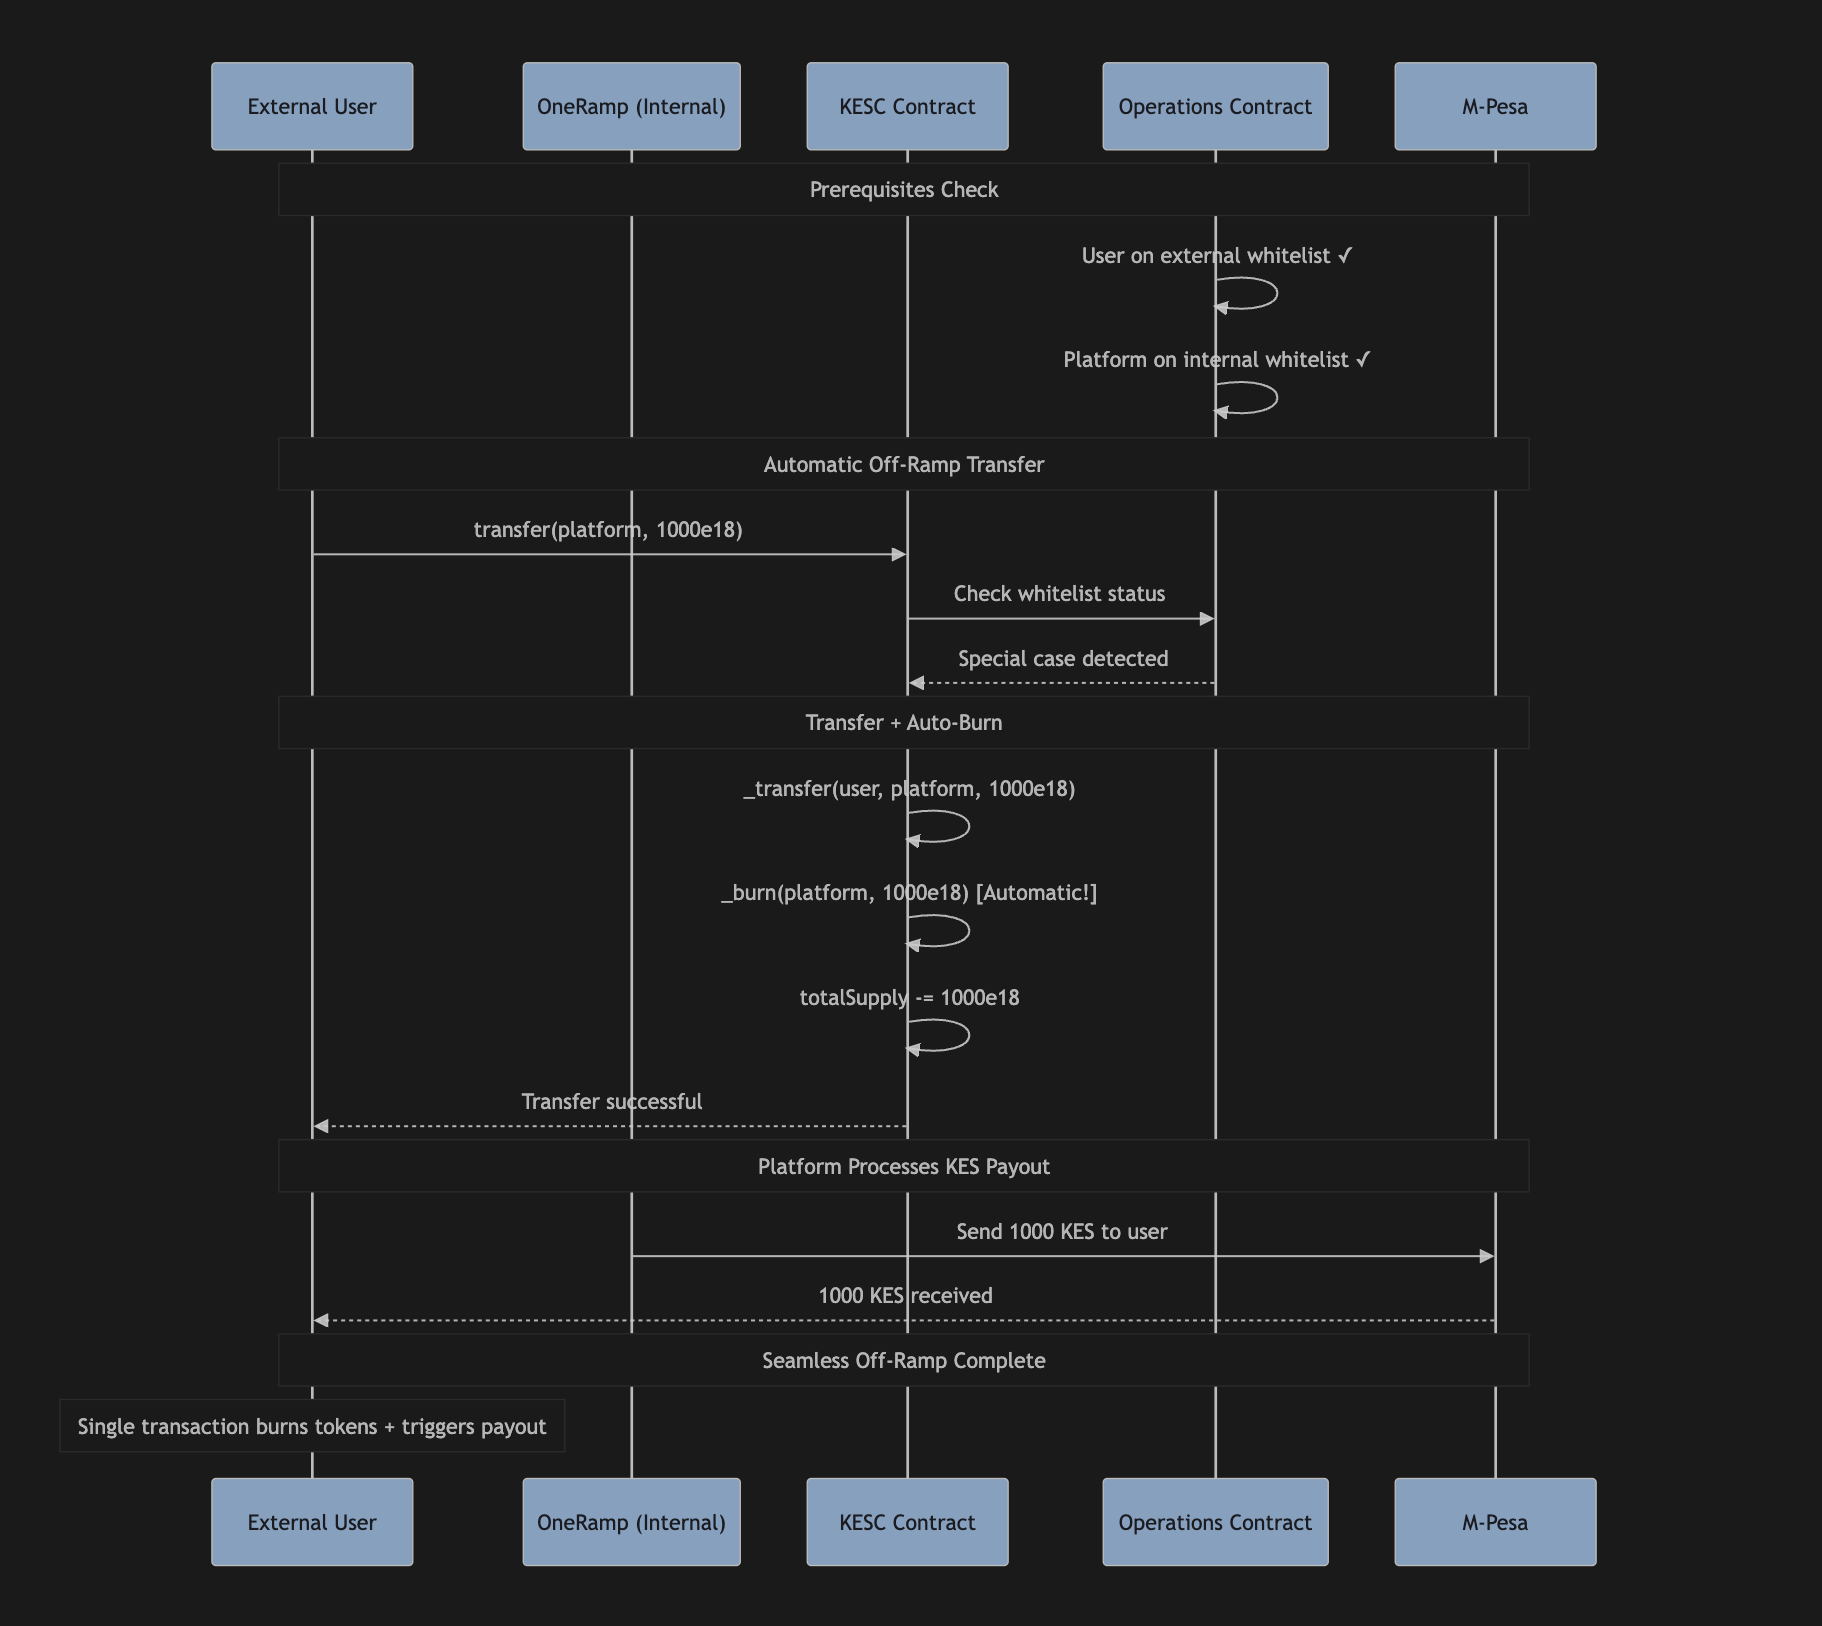 External User
OneRamp (Internal)
KESC Contract
Operations Contract
M-Pesa
Prerequisites Check
User on external whitelist ✓
Platform on internal whitelist ✓
Automatic Off-Ramp Transfer
transfer(platform, 1000e18)
Check whitelist status
Special case detected
Transfer + Auto-Burn
_transfer(user, platform, 1000e18)
_burn(platform, 1000e18) [Automatic!]
totalSupply -= 1000e18
Transfer successful
Platform Processes KES Payout
Send 1000 KES to user
1000 KES received
Seamless Off-Ramp Complete
Single transaction burns tokens + triggers payout
External User
OneRamp (Internal)
KESC Contract
Operations Contract
M-Pesa